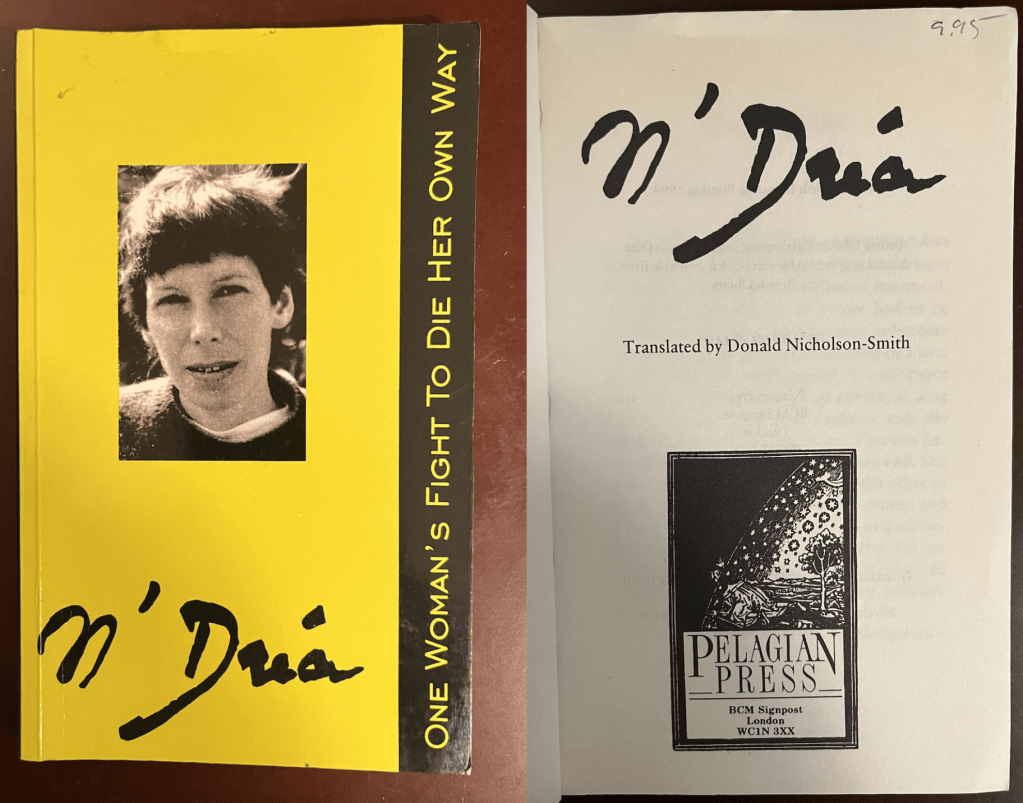 ONE WOMAN'S FIGHT TO DIE HER OWN WAY
N' Dréa
9.95
N' Dréa
Translated by Donald Nicholson-Smith
PELAGIAN
PRESS
BCM Signpost
London
WC1N 3XX